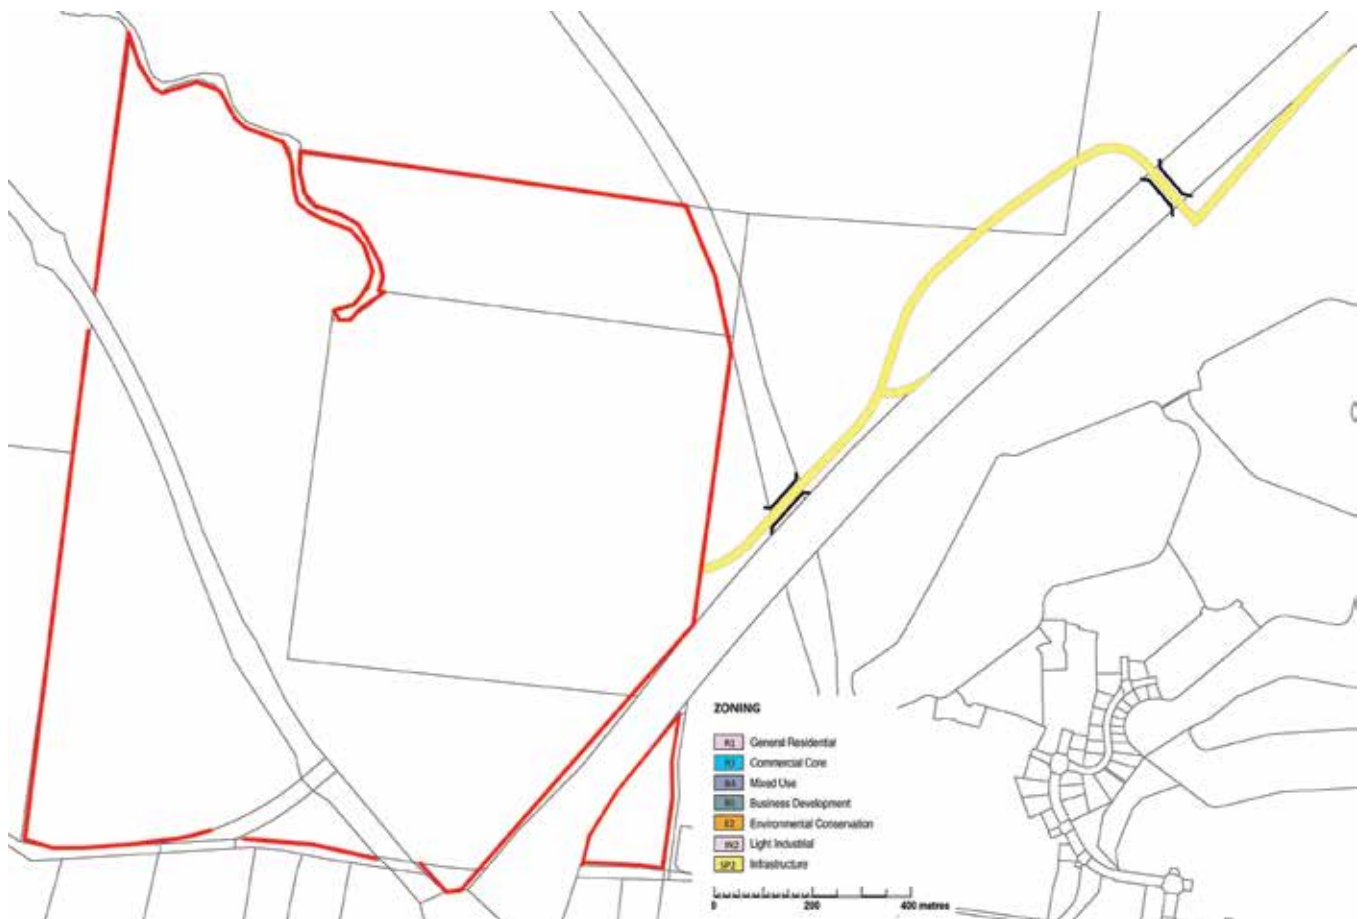 ZONING
R1 General Residential
B3 Commercial Core
B4 Mixed Use
B5 Business Development
E2 Environmental Conservation
IN2 Light Industrial
SP2 Infrastructure
0 200 400 metres